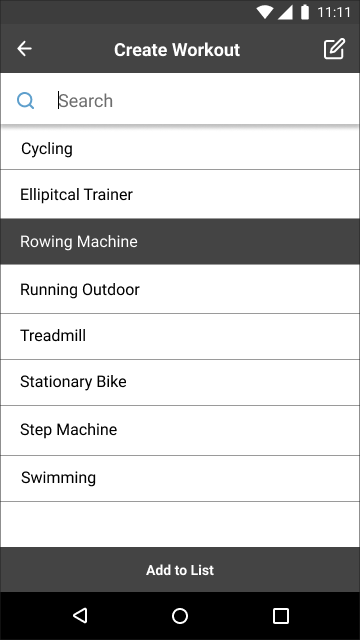 11:11
Create Workout
Search
Cycling
Ellipitcal Trainer
Rowing Machine
Running Outdoor
Treadmill
Stationary Bike
Step Machine
Swimming
Add to List